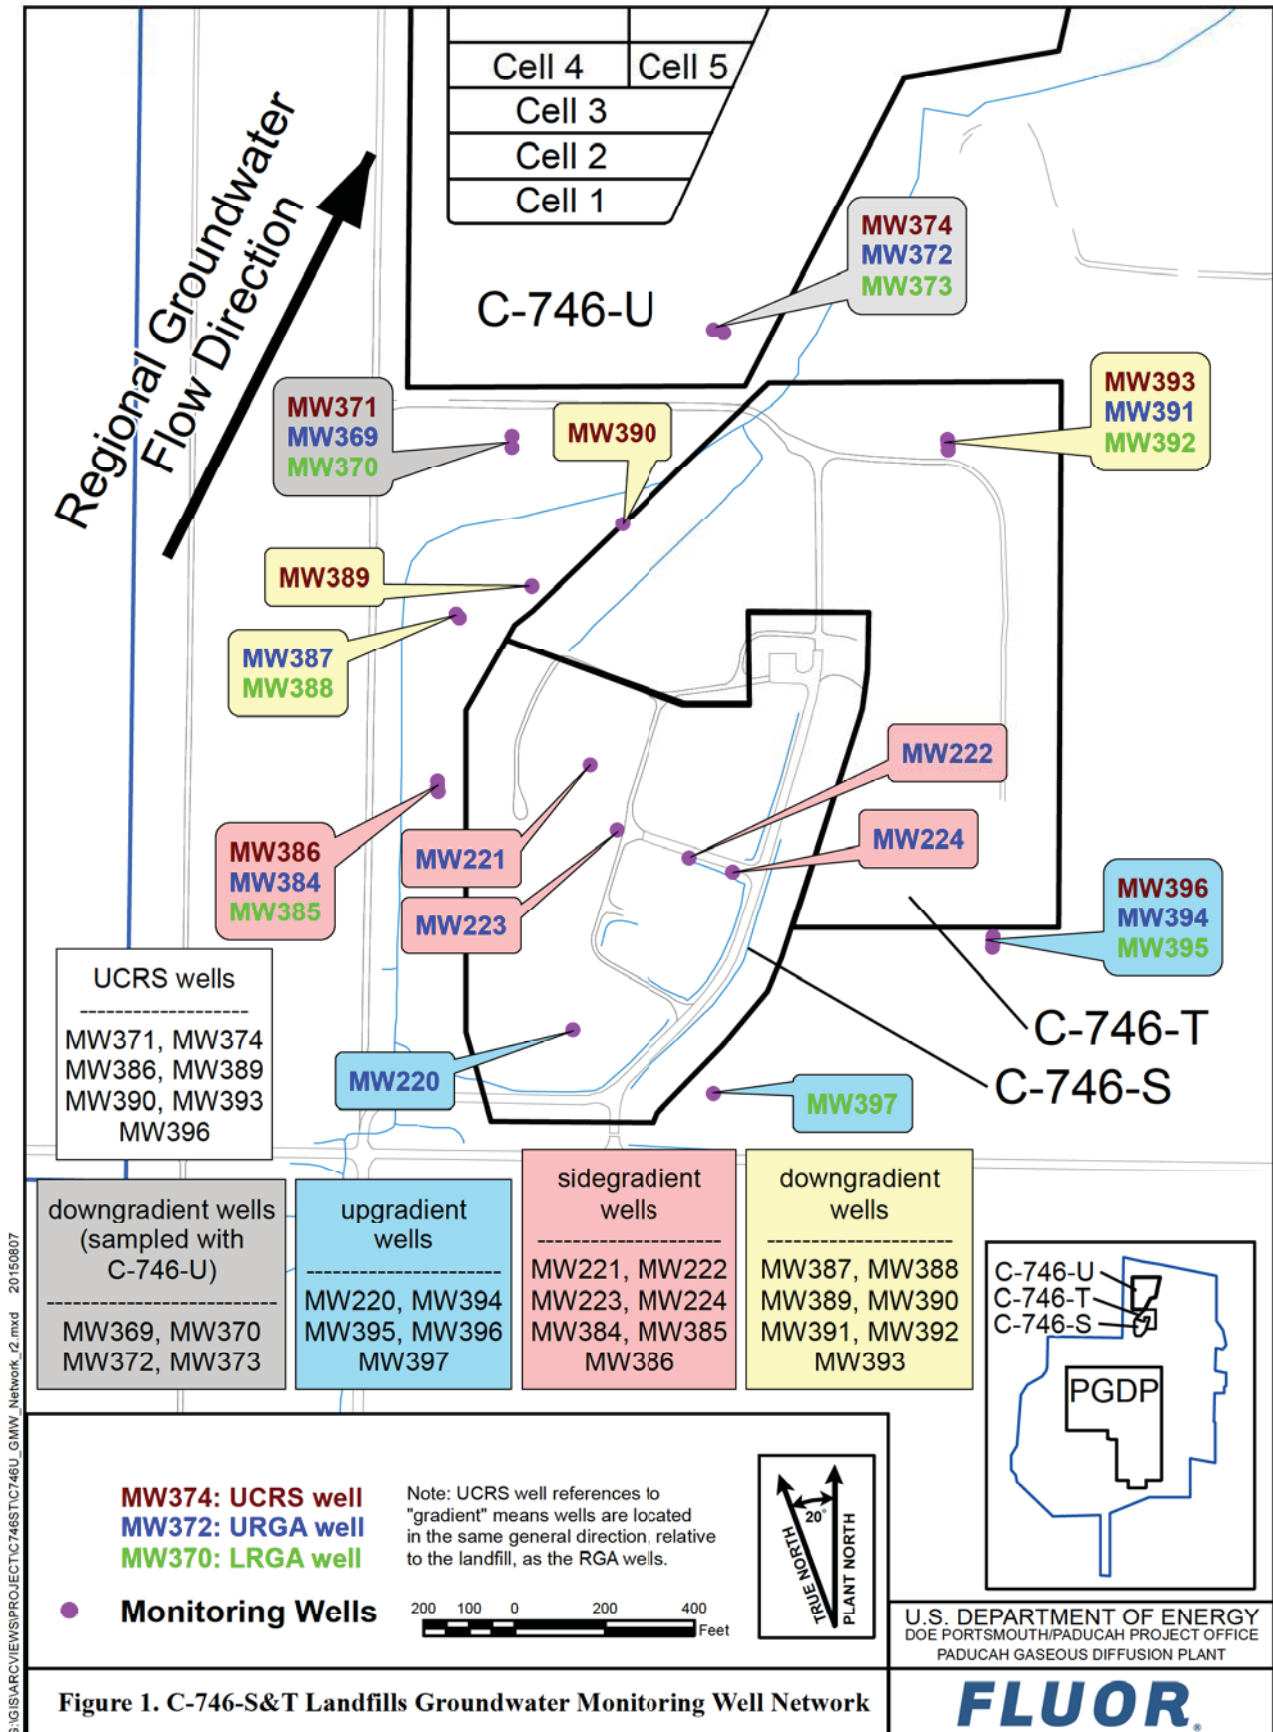 Cell 4
Cell 5
Cell 3
Cell 2
Cell 1
Regional Groundwater
Flow Direction
C-746-U
MW374
MW372
MW373
MW393
MW391
MW392
MW371
MW369
MW370
MW390
MW389
MW387
MW388
MW222
MW224
MW386
MW384
MW385
MW221
MW223
MW396
MW394
MW395
C-746-T
C-746-S
MW220
MW397
UCRS wells
-------------------
MW371, MW374
MW386, MW389
MW390, MW393
MW396
downgradient wells
(sampled with
C-746-U)
--------------------------
MW369, MW370
MW372, MW373
upgradient
wells
----------------------
MW220, MW394
MW395, MW396
MW397
sidegradient
wells
---------------------
MW221, MW222
MW223, MW224
MW384, MW385
MW386
downgradient
wells
---------------------
MW387, MW388
MW389, MW390
MW391, MW392
MW393
C-746-U
C-746-T
C-746-S
PGDP
MW374: UCRS well
MW372: URGA well
MW370: LRGA well
Monitoring Wells
Note: UCRS well references to
"gradient" means wells are located
in the same general direction, relative
to the landfill, as the RGA wells.
200 100 0 200 400
Feet
20°
TRUE NORTH
PLANT NORTH
U.S. DEPARTMENT OF ENERGY
DOE PORTSMOUTH/PADUCAH PROJECT OFFICE
PADUCAH GASEOUS DIFFUSION PLANT
Figure 1. C-746-S&T Landfills Groundwater Monitoring Well Network
FLUOR®
G:\GIS\ARCVIEWS\PROJECT\C746ST\C746U_GMW_Network_r2.mxd 20150807